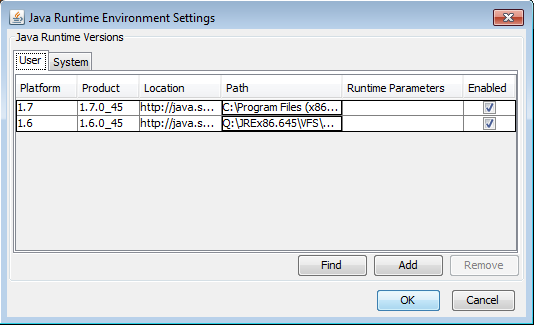 Java Runtime Environment Settings
Java Runtime Versions
User System
Platform Product Location Path Runtime Parameters Enabled
1.7 1.7.0_45 http://java.s... C:\Program Files (x86...
1.6 1.6.0_45 http://java.s... Q:\JREx86.645\VFS\...
Find Add Remove
OK Cancel